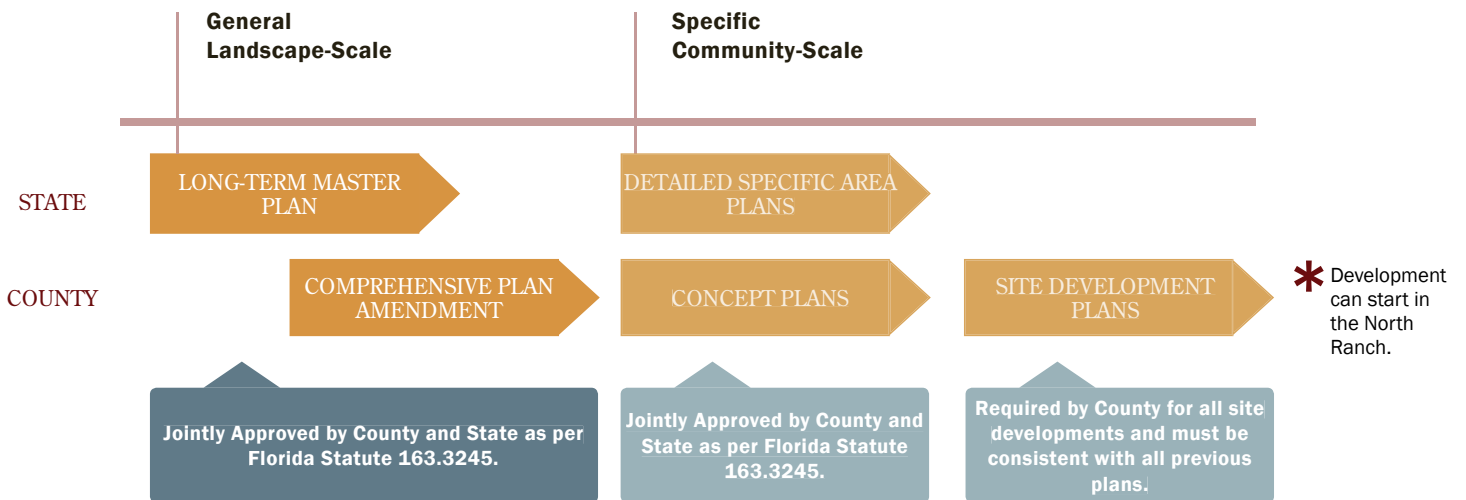 General
Landscape-Scale
Specific
Community-Scale
STATE
LONG-TERM MASTER
PLAN
DETAILED SPECIFIC AREA
PLANS
COUNTY
COMPREHENSIVE PLAN
AMENDMENT
CONCEPT PLANS
SITE DEVELOPMENT
PLANS
* Development
can start in
the North
Ranch.
Jointly Approved by County and State as per
Florida Statute 163.3245.
Jointly Approved by County and
State as per Florida Statute
163.3245.
Required by County for all site
developments and must be
consistent with all previous
plans.